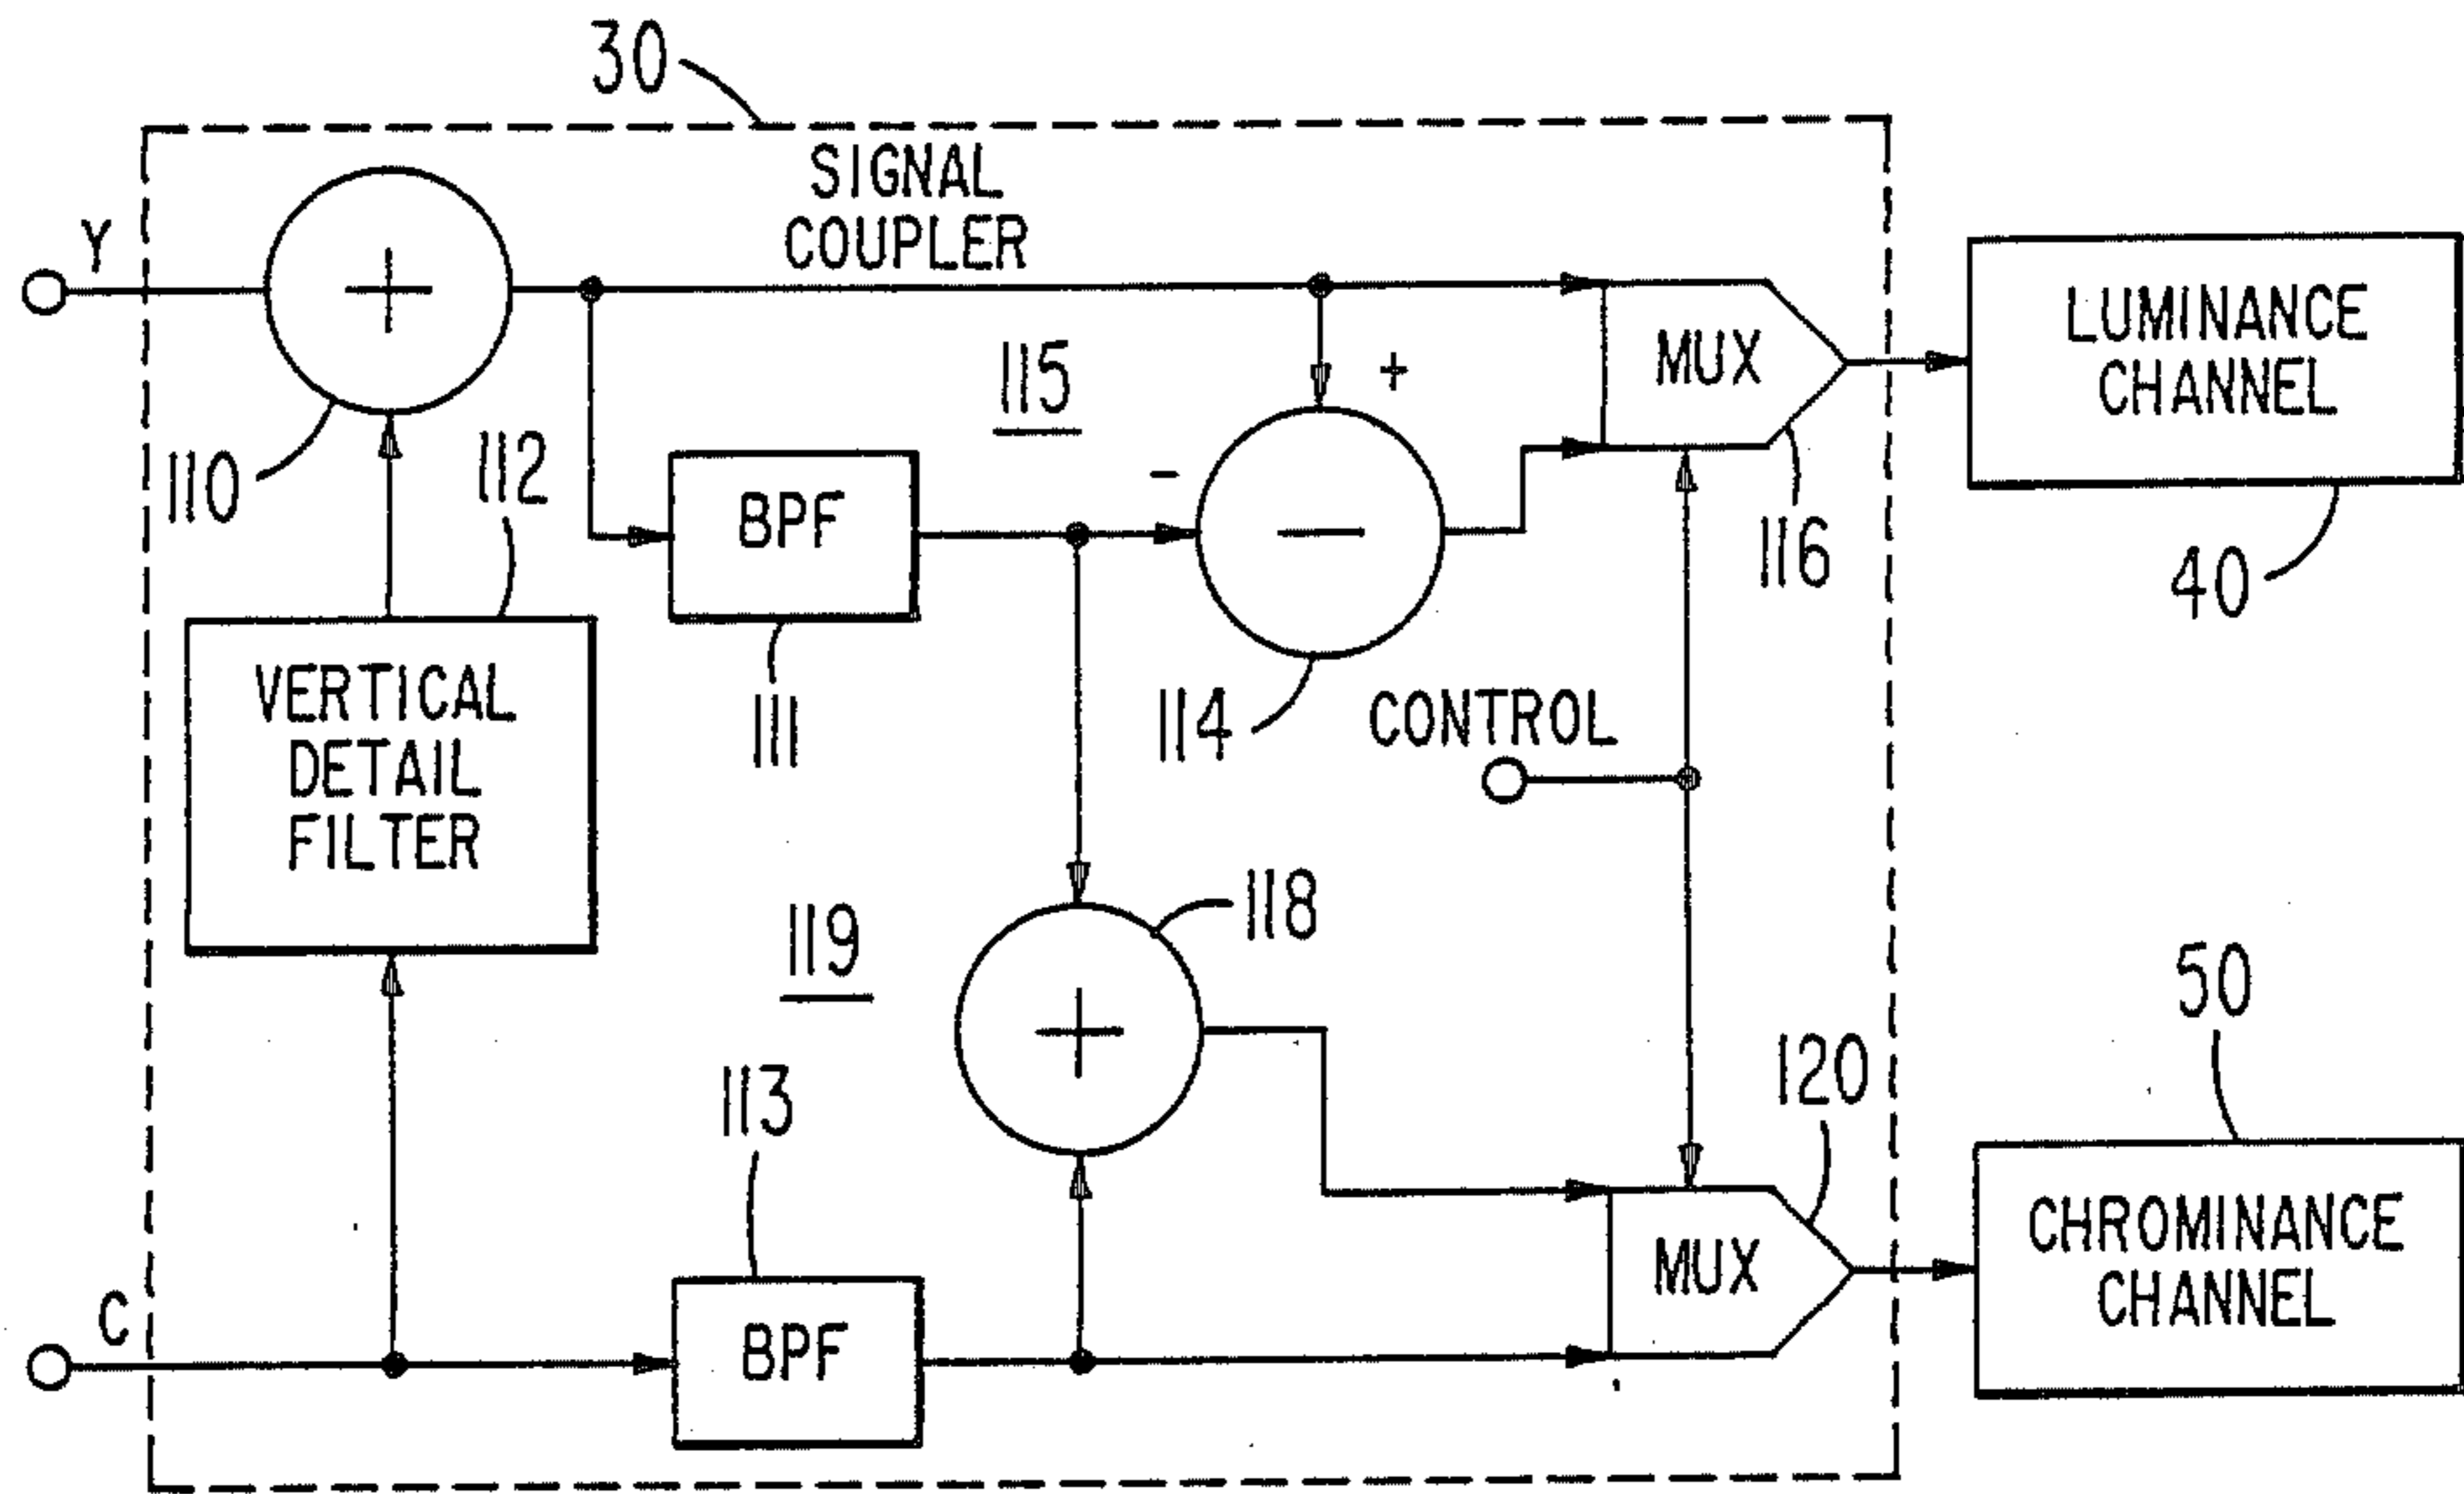 30
SIGNAL
COUPLER
Y
+
LUMINANCE
CHANNEL
MUX
115
+
110
112
BPF
-
−
116
40
VERTICAL
DETAIL
FILTER
111
114
CONTROL
118
119
+
50
113
120
CHROMINANCE
CHANNEL
MUX
C
BPF